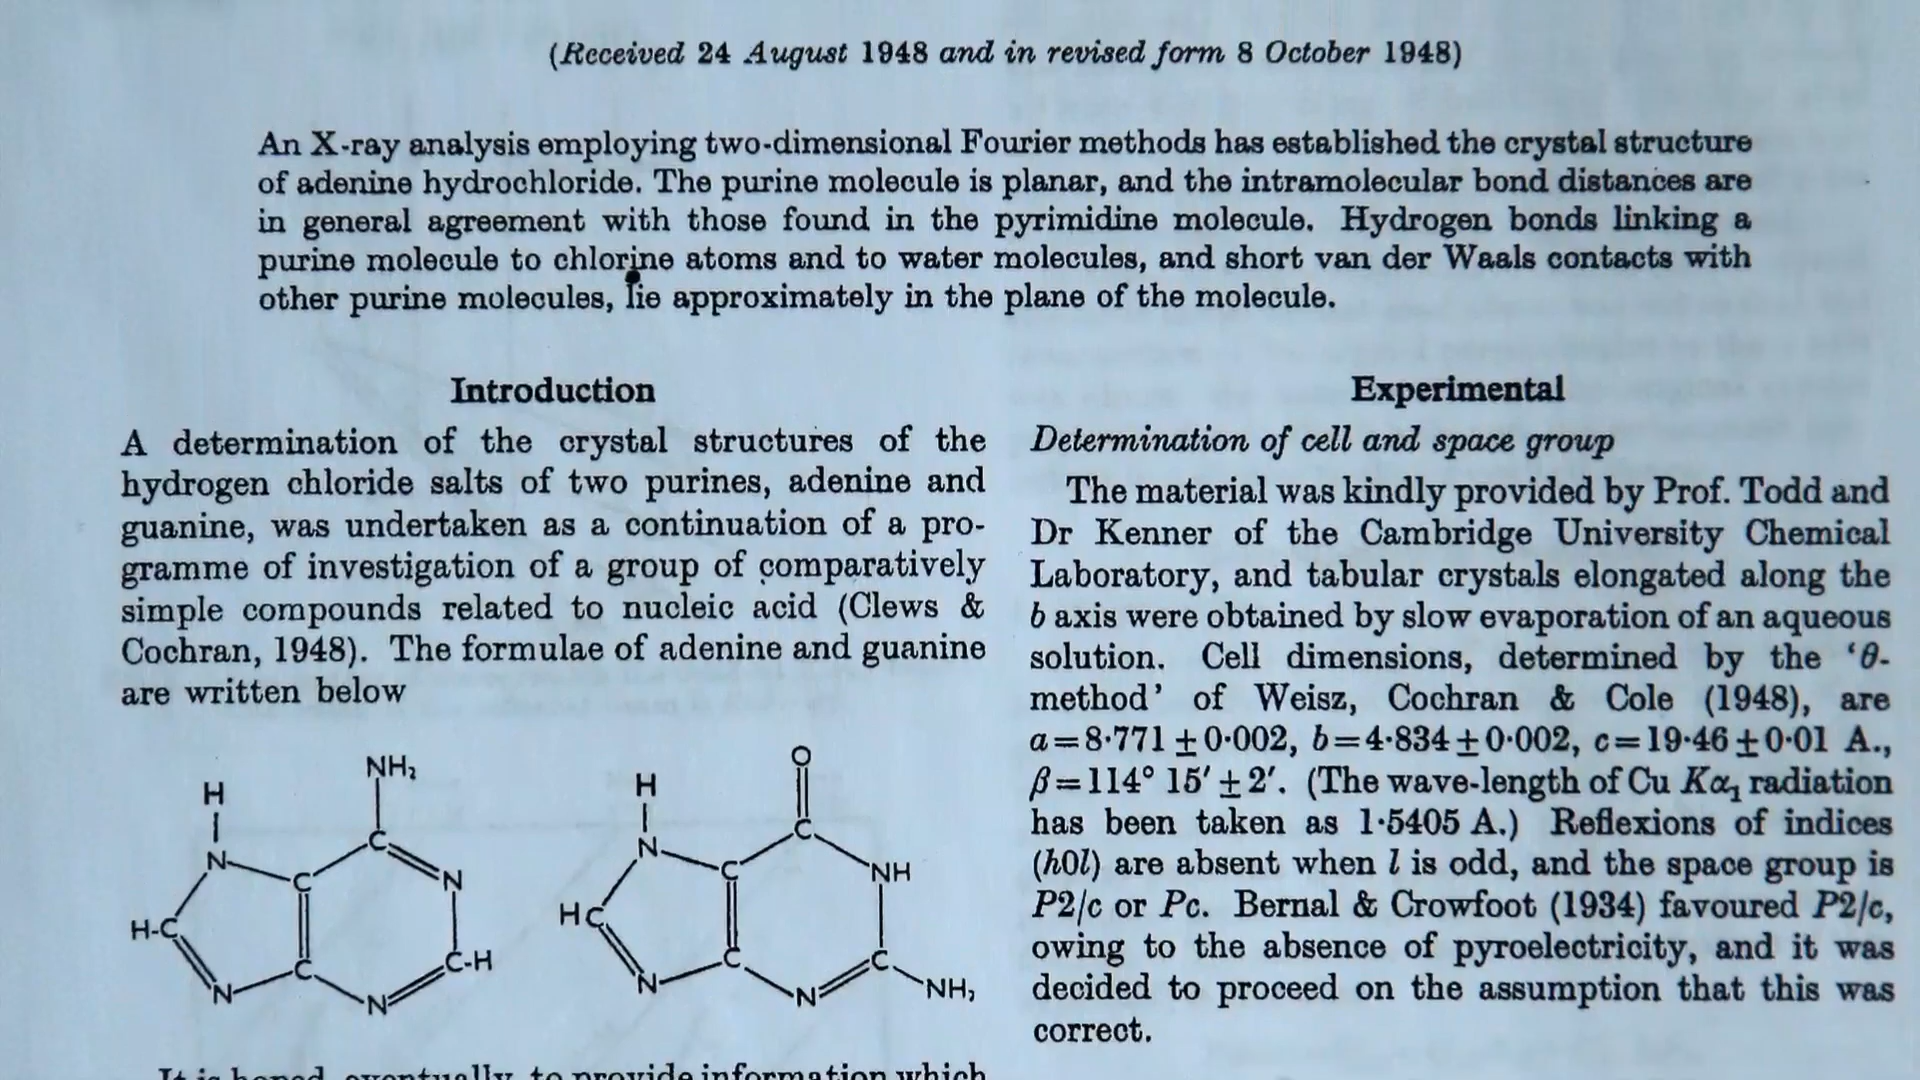 (Received 24 August 1948 and in revised form 8 October 1948)
An X-ray analysis employing two-dimensional Fourier methods has established the crystal structure
of adenine hydrochloride. The purine molecule is planar, and the intramolecular bond distances are
in general agreement with those found in the pyrimidine molecule. Hydrogen bonds linking a
purine molecule to chlorine atoms and to water molecules, and short van der Waals contacts with
other purine molecules, lie approximately in the plane of the molecule.
Introduction
A determination of the crystal structures of the
hydrogen chloride salts of two purines, adenine and
guanine, was undertaken as a continuation of a pro-
gramme of investigation of a group of comparatively
simple compounds related to nucleic acid (Clews &
Cochran, 1948). The formulae of adenine and guanine
are written below
NH₂
H
N
C
C
N
H-C
C
C-H
N
N
O
H
C
N
C
NH
HC
C
C
N
N
NH₂
It is hoped, eventually, to provide information which
Experimental
Determination of cell and space group
The material was kindly provided by Prof. Todd and
Dr Kenner of the Cambridge University Chemical
Laboratory, and tabular crystals elongated along the
b axis were obtained by slow evaporation of an aqueous
solution. Cell dimensions, determined by the ‘θ-
method’ of Weisz, Cochran & Cole (1948), are
a=8·771±0·002, b=4·834±0·002, c=19·46±0·01 A.,
β=114° 15′±2′. (The wave-length of Cu Kα₁ radiation
has been taken as 1·5405 A.) Reflexions of indices
(h0l) are absent when l is odd, and the space group is
P2/c or Pc. Bernal & Crowfoot (1934) favoured P2/c,
owing to the absence of pyroelectricity, and it was
decided to proceed on the assumption that this was
correct.